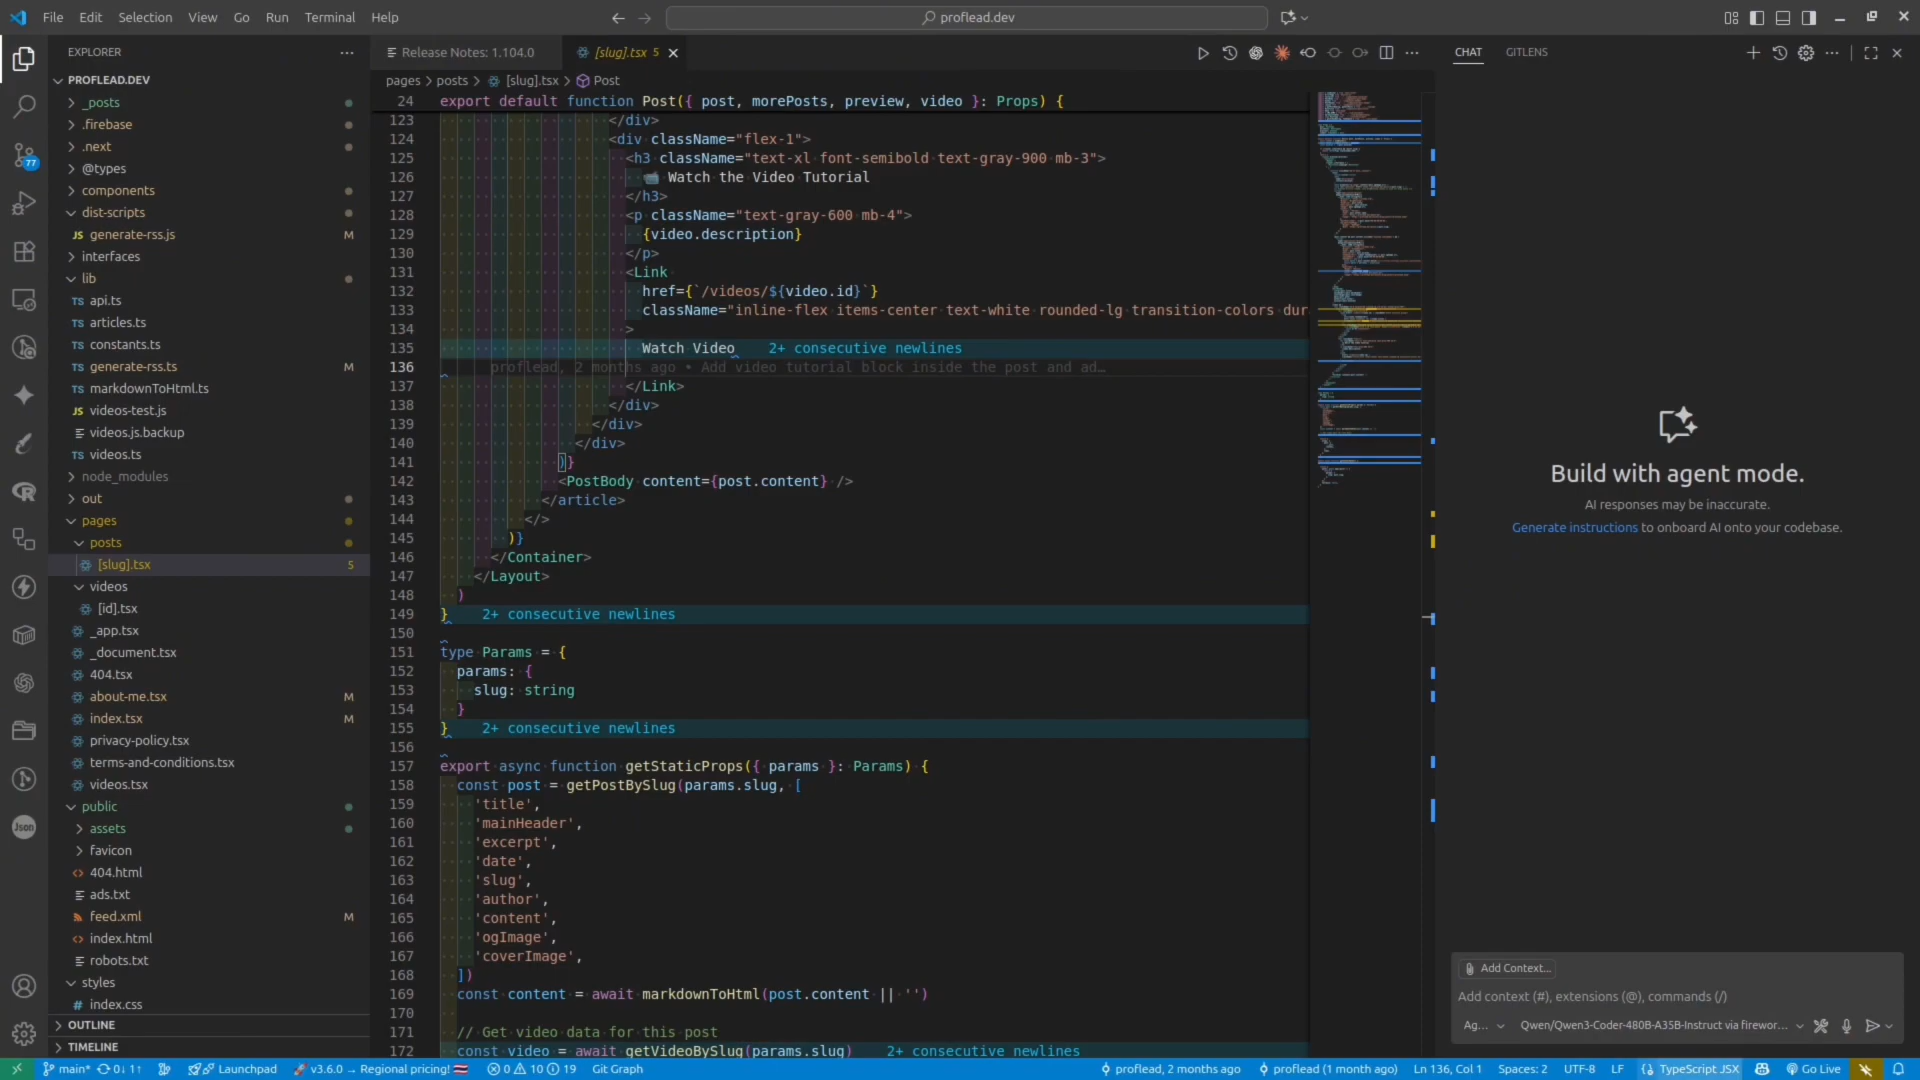 File Edit Selection View Go Run Terminal Help
proflead.dev
EXPLORER
PROFLEAD.DEV
_posts
.firebase
.next
@types
components
dist-scripts
JS generate-rss.js M
interfaces
lib
TS api.ts
TS articles.ts
TS constants.ts
TS generate-rss.ts M
TS markdownToHtml.ts
JS videos-test.js
videos.js.backup
TS videos.ts
node_modules
out
pages
posts
[slug].tsx 5
videos
[id].tsx
_app.tsx
_document.tsx
404.tsx
about-me.tsx M
index.tsx M
privacy-policy.tsx
terms-and-conditions.tsx
videos.tsx
public
assets
favicon
<> 404.html
ads.txt
feed.xml M
<> index.html
robots.txt
styles
# index.css
OUTLINE
TIMELINE
77
Json
Release Notes: 1.104.0
[slug].tsx 5
pages > posts > [slug].tsx > Post
24 export default function Post({ post, morePosts, preview, video }: Props) {
123 </div>
124 <div className="flex-1">
125 <h3 className="text-xl font-semibold text-gray-900 mb-3">
126 📹 Watch the Video Tutorial
127 </h3>
128 <p className="text-gray-600 mb-4">
129 {video.description}
130 </p>
131 <Link
132 href={`/videos/${video.id}`}
133 className="inline-flex items-center text-white rounded-lg transition-colors dur
134 >
135 Watch Video 2+ consecutive newlines
136 proflead, 2 months ago • Add video tutorial block inside the post and ad…
137 </Link>
138 </div>
139 </div>
140 </div>
141 )}
142 <PostBody content={post.content} />
143 </article>
144 </>
145 )}
146 </Container>
147 </Layout>
148 )
149 } 2+ consecutive newlines
150
151 type Params = {
152 params: {
153 slug: string
154 }
155 } 2+ consecutive newlines
156
157 export async function getStaticProps({ params }: Params) {
158 const post = getPostBySlug(params.slug, [
159 'title',
160 'mainHeader',
161 'excerpt',
162 'date',
163 'slug',
164 'author',
165 'content',
166 'ogImage',
167 'coverImage',
168 ])
169 const content = await markdownToHtml(post.content || '')
170
171 // Get video data for this post
172 const video = await getVideoBySlug(params.slug) 2+ consecutive newlines
CHAT GITLENS
Build with agent mode.
AI responses may be inaccurate.
Generate instructions to onboard AI onto your codebase.
Add Context...
Add context (#), extensions (@), commands (/)
Ag... Qwen/Qwen3-Coder-480B-A35B-Instruct via firewor...
main* 0↓ 1↑ Launchpad v3.6.0 → Regional pricing! 0 10 19 Git Graph
proflead, 2 months ago proflead (1 month ago) Ln 136, Col 1 Spaces: 2 UTF-8 LF {} TypeScript JSX Go Live